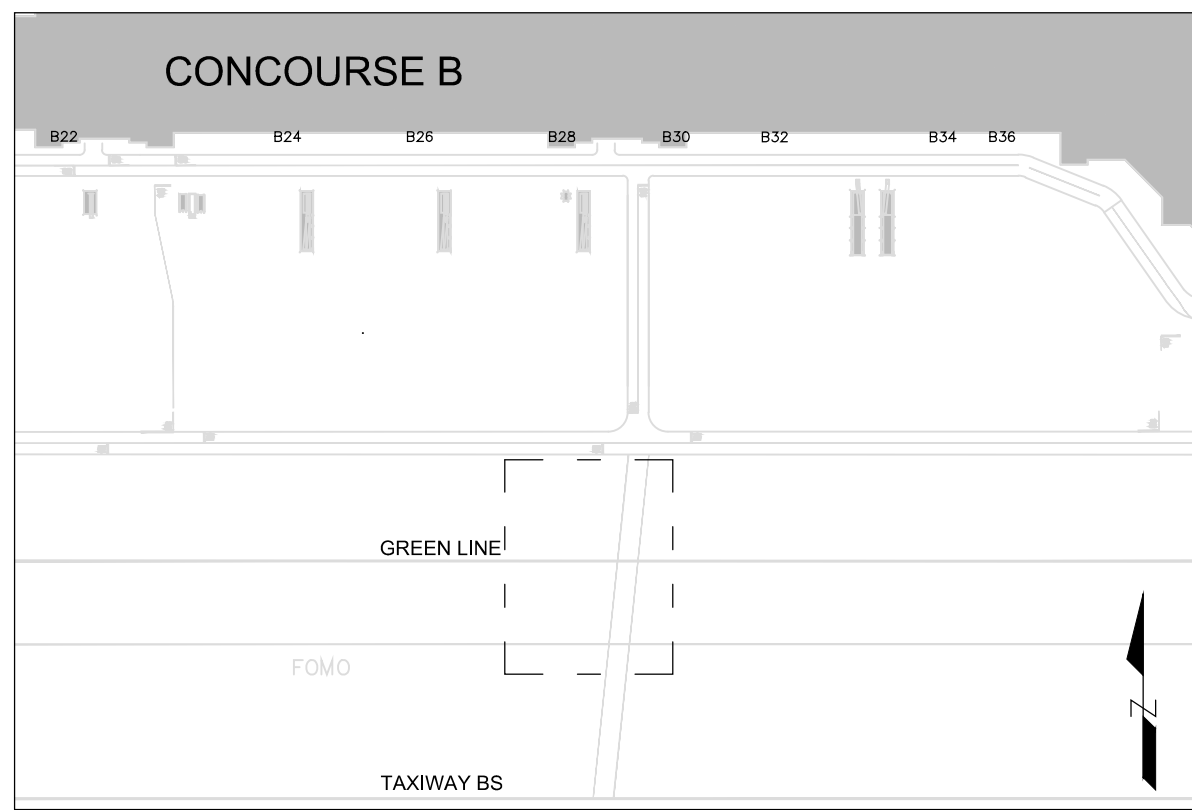 CONCOURSE B
B22 B24 B26 B28 B30 B32 B34 B36
GREEN LINE
FOMO
Z
TAXIWAY BS